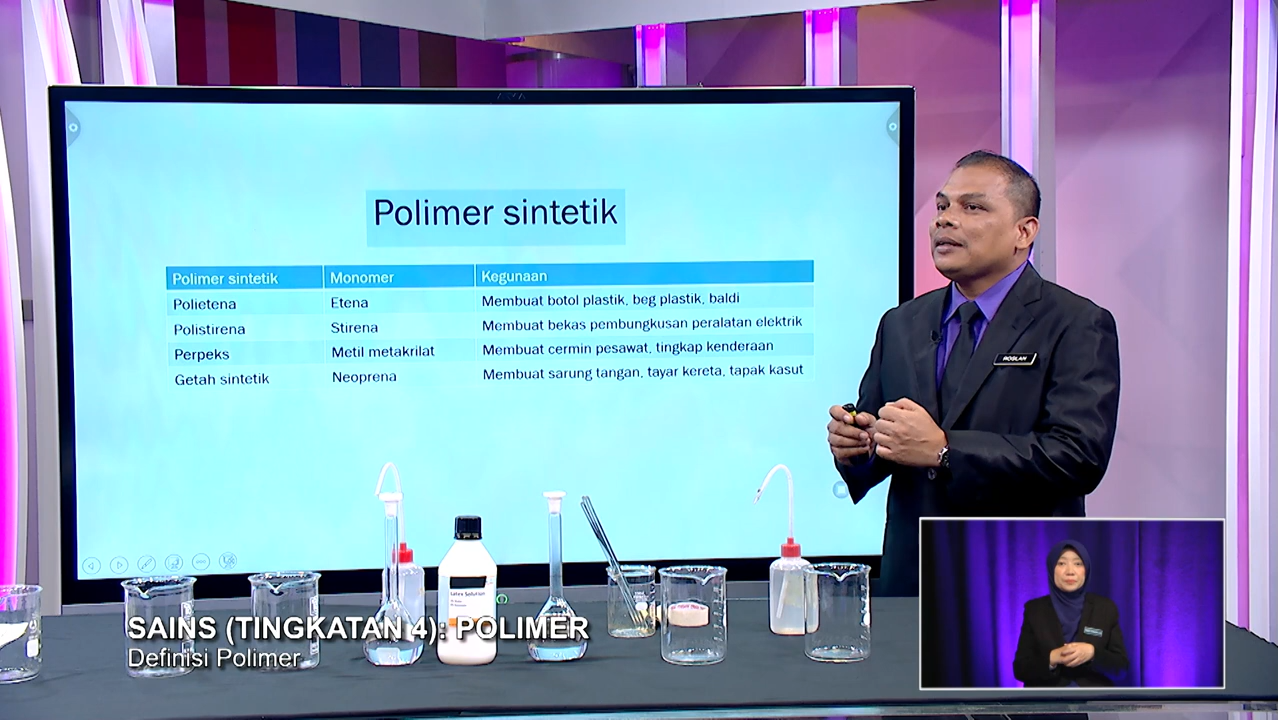 Polimer sintetik
Polimer sintetik Monomer Kegunaan
Polietena Etena Membuat botol plastik, beg plastik, baldi
Polistirena Stirena Membuat bekas pembungkusan peralatan elektrik
Perpeks Metil metakrilat Membuat cermin pesawat, tingkap kenderaan
Getah sintetik Neoprena Membuat sarung tangan, tayar kereta, tapak kasut
ROSLAN
Latex Solution
SAINS (TINGKATAN 4): POLIMER
Definisi Polimer